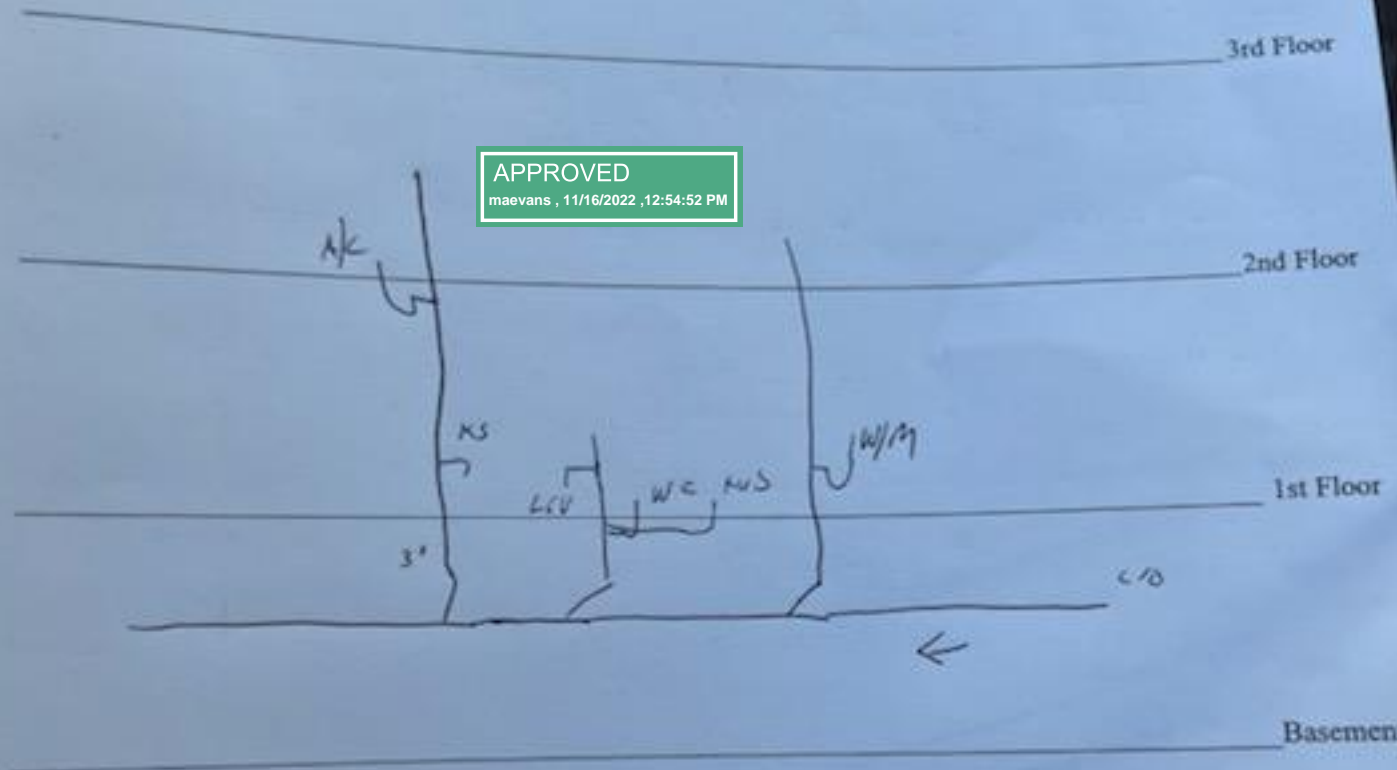 3rd Floor
APPROVED
maevans , 11/16/2022 ,12:54:52 PM
A/C
2nd Floor
KS
W/M
LAV
WC
1st Floor
3"
C/O
Basemen